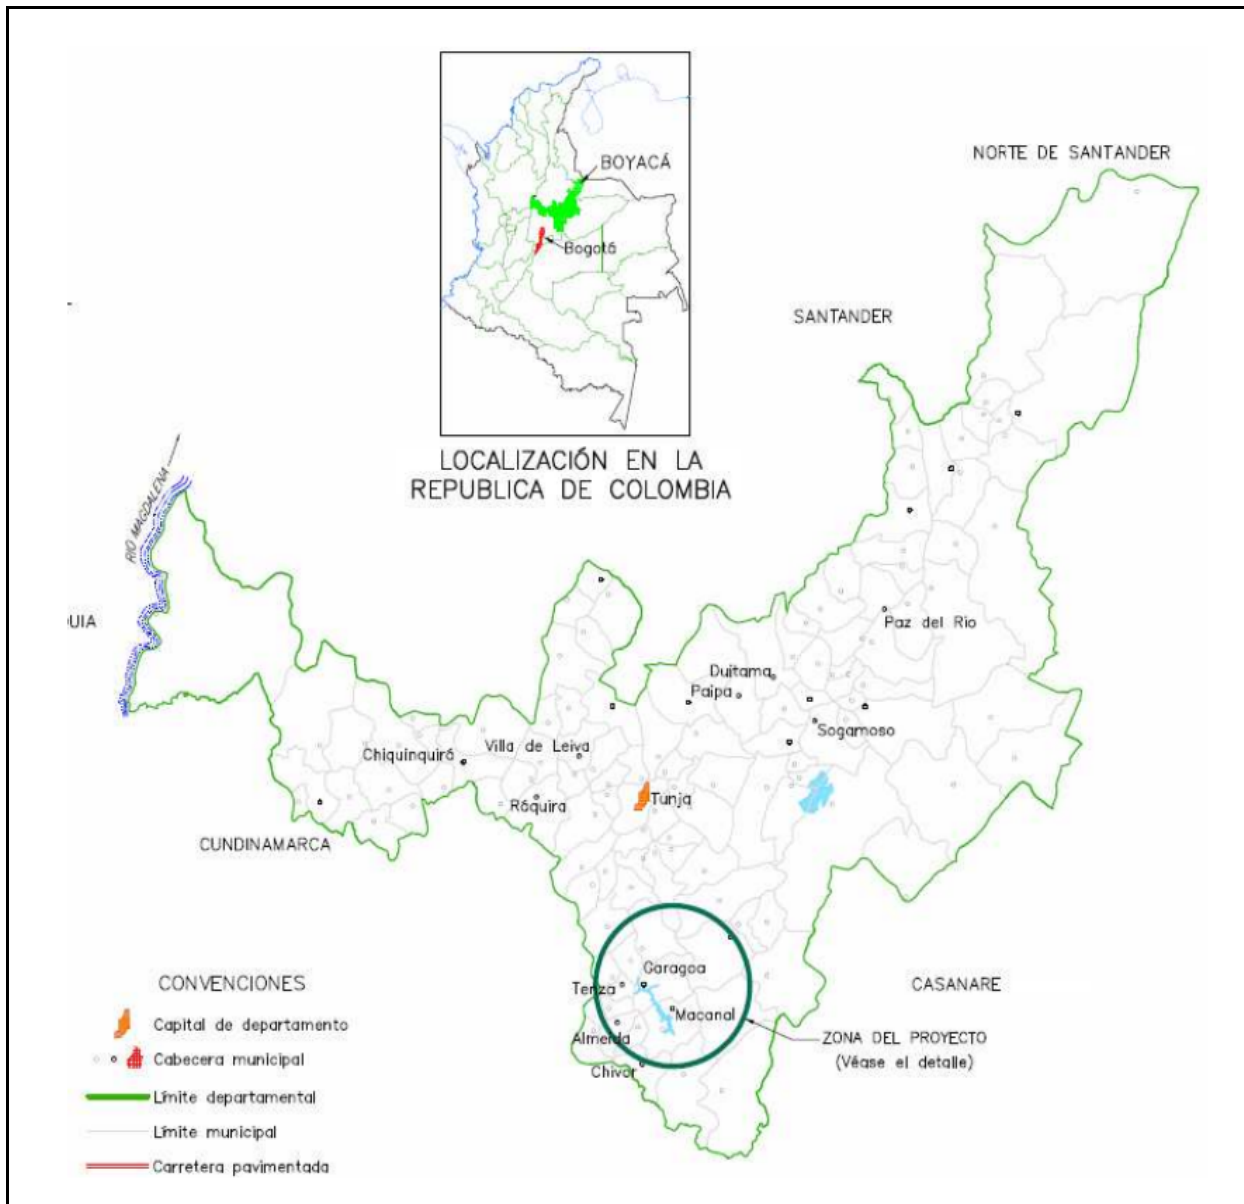 BOYACÁ
Bogotá
LOCALIZACIÓN EN LA
REPUBLICA DE COLOMBIA
NORTE DE SANTANDER
SANTANDER
RIO MAGDALENA
UIA
Paz del Rio
Duitama
Paipa
Sogamoso
Chiquinquirá
Villa de Leiva
Ráquira
Tunja
CUNDINAMARCA
Garagoa
Tenza
Macanal
Almeida
Chivor
CASANARE
ZONA DEL PROYECTO
(Véase el detalle)
CONVENCIONES
Capital de departamento
Cabecera municipal
Límite departamental
Límite municipal
Carretera pavimentada